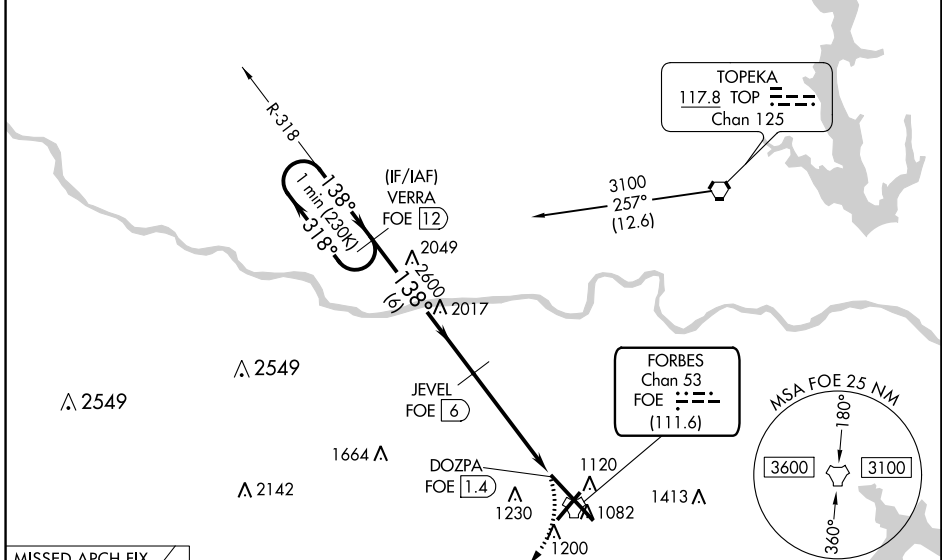 TOPEKA
117.8 TOP
Chan 125
R-318
138°
1 min (230K)
318°
(IF/IAF)
VERRA
FOE 12
3100
257°
(12.6)
2049
2600
138°
(6)
2017
2549
2549
JEVEL
FOE 6
FORBES
Chan 53
FOE
(111.6)
MSA FOE 25 NM
180°
3600
3100
360°
1664
DOZPA
FOE 1.4
1120
2142
1230
1082
1413
1200
MISSED APCH FIX